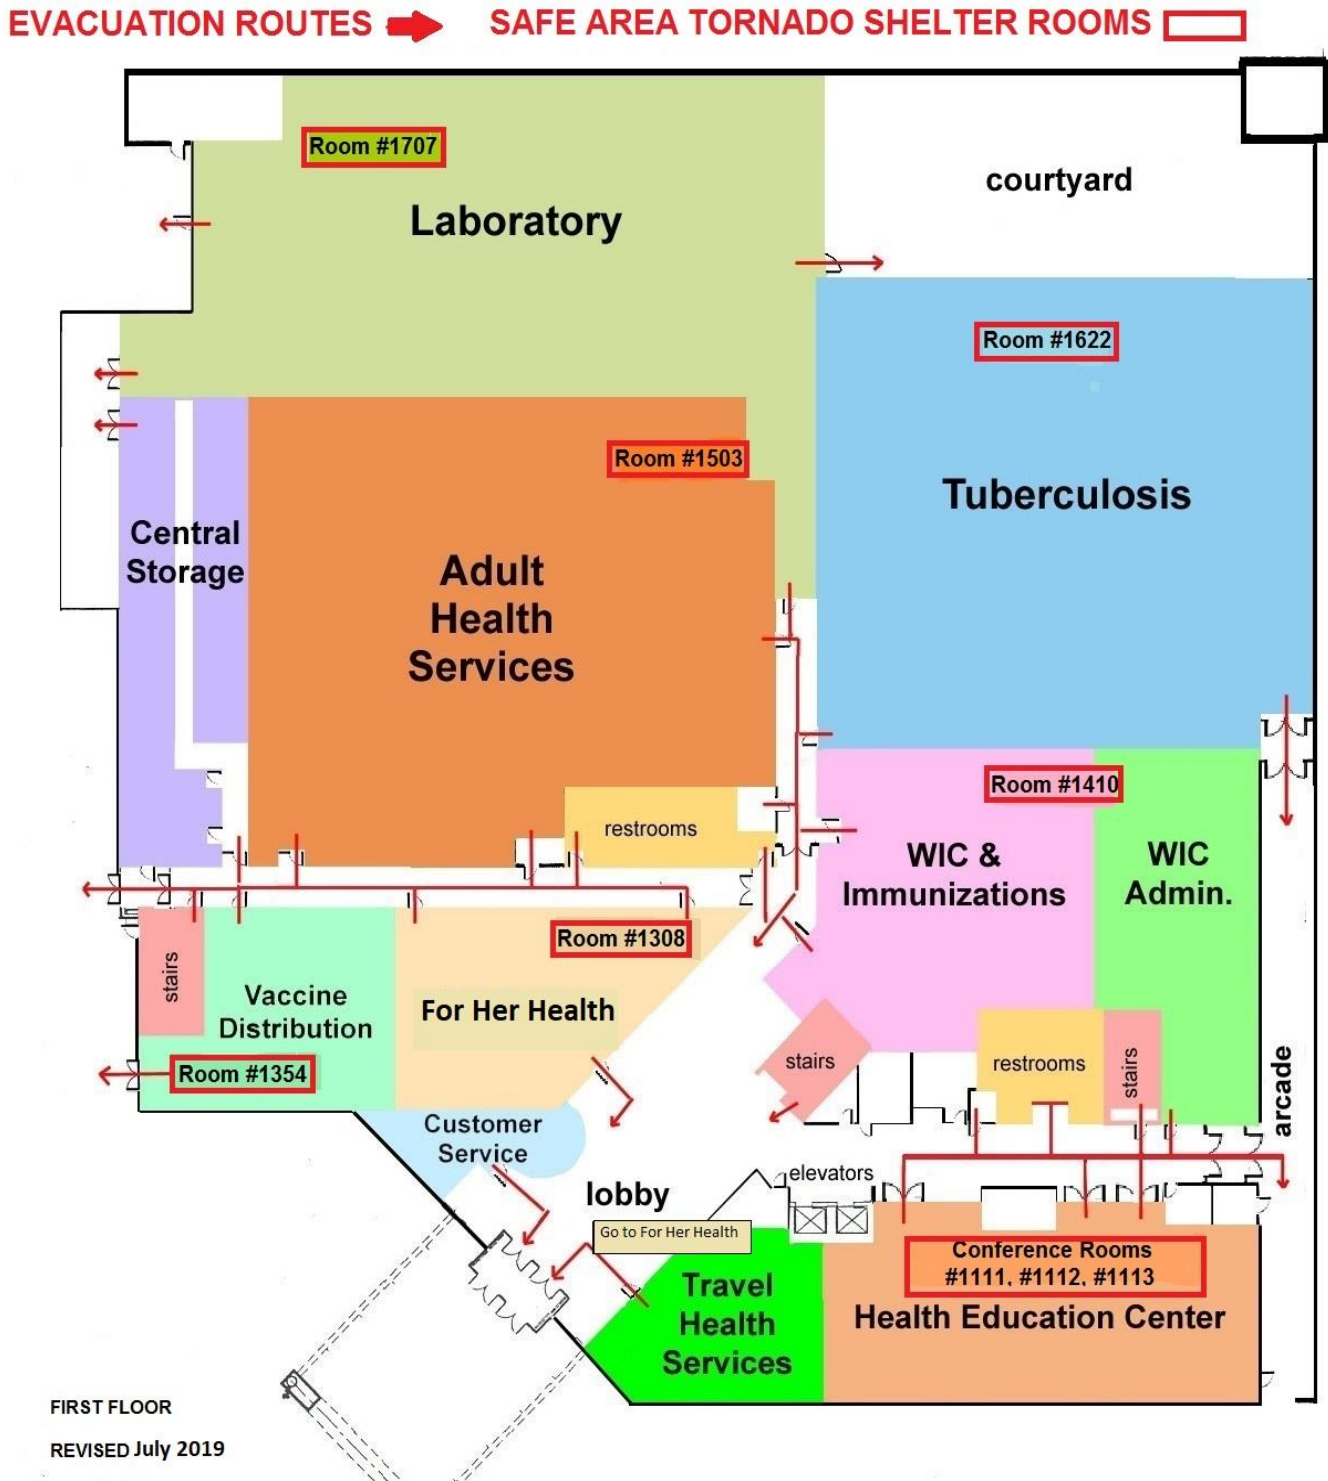 EVACUATION ROUTES
SAFE AREA TORNADO SHELTER ROOMS
Room #1707
Laboratory
courtyard
Room #1622
Tuberculosis
Room #1503
Central
Storage
Adult
Health
Services
Room #1410
restrooms
WIC &
Immunizations
WIC
Admin.
Room #1308
stairs
Vaccine
Distribution
For Her Health
Room #1354
stairs
restrooms
stairs
arcade
Customer
Service
elevators
lobby
Go to For Her Health
Conference Rooms
#1111, #1112, #1113
Travel
Health
Services
Health Education Center
FIRST FLOOR
REVISED July 2019